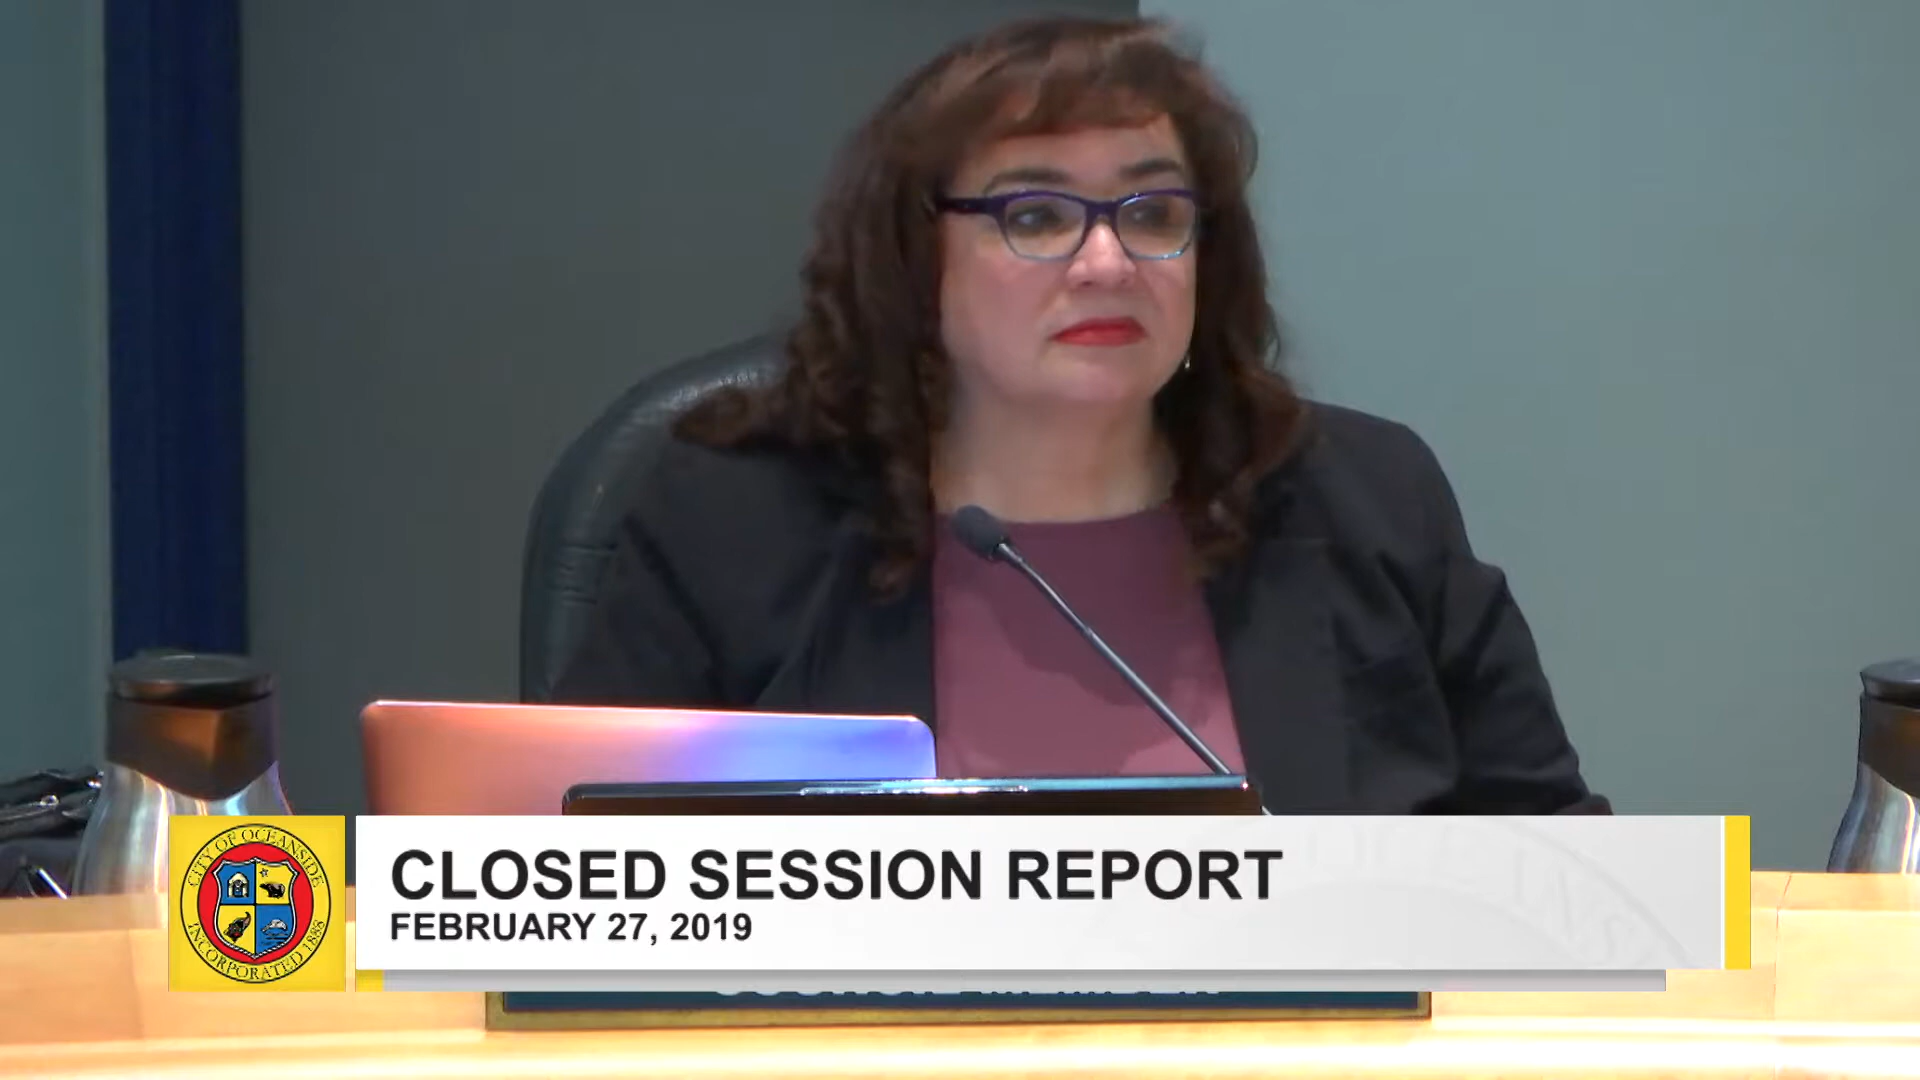 CLOSED SESSION REPORT
FEBRUARY 27, 2019
CITY OF OCEANSIDE
INCORPORATED 1888